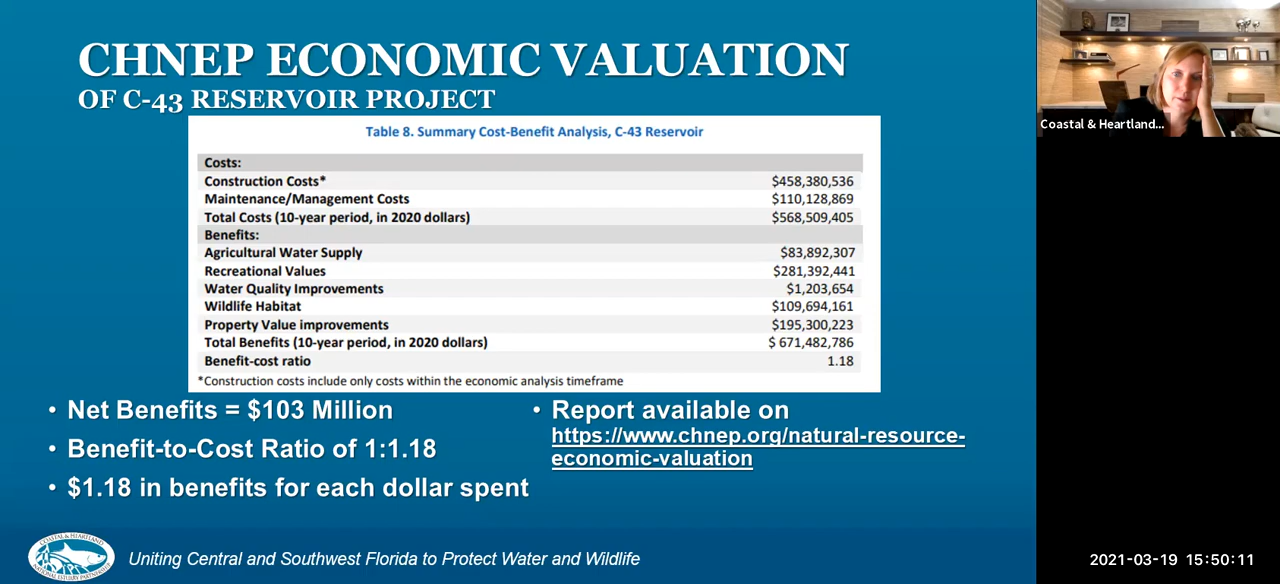 CHNEP ECONOMIC VALUATION
OF C-43 RESERVOIR PROJECT
Table 8. Summary Cost-Benefit Analysis, C-43 Reservoir
Costs:
Construction Costs* $458,380,536
Maintenance/Management Costs $110,128,869
Total Costs (10-year period, in 2020 dollars) $568,509,405
Benefits:
Agricultural Water Supply $83,892,307
Recreational Values $281,392,441
Water Quality Improvements $1,203,654
Wildlife Habitat $109,694,161
Property Value improvements $195,300,223
Total Benefits (10-year period, in 2020 dollars) $ 671,482,786
Benefit-cost ratio 1.18
*Construction costs include only costs within the economic analysis timeframe
• Net Benefits = $103 Million
• Benefit-to-Cost Ratio of 1:1.18
• $1.18 in benefits for each dollar spent
• Report available on
https://www.chnep.org/natural-resource-
economic-valuation
COASTAL & HEARTLAND
NATIONAL ESTUARY PARTNERSHIP
Uniting Central and Southwest Florida to Protect Water and Wildlife
Coastal & Heartland...
2021-03-19 15:50:11